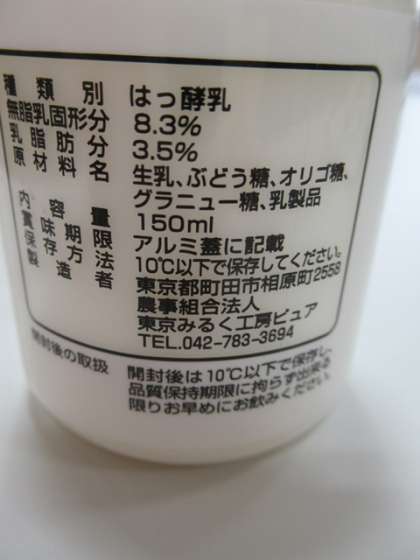 種類別 はっ酵乳
無脂乳固形分 8.3%
乳脂肪分 3.5%
原材料名 生乳、ぶどう糖、オリゴ糖、
グラニュー糖、乳製品
内容量 150ml
賞味期限 アルミ蓋に記載
保存方法 10℃以下で保存してください。
製造者 東京都町田市相原町2558
農事組合法人
東京みるく工房ピュア
TEL.042-783-3694
開封後の取扱 開封後は10℃以下で保存し、
品質保持期限に拘らず出来る
限りお早めにお飲みください。